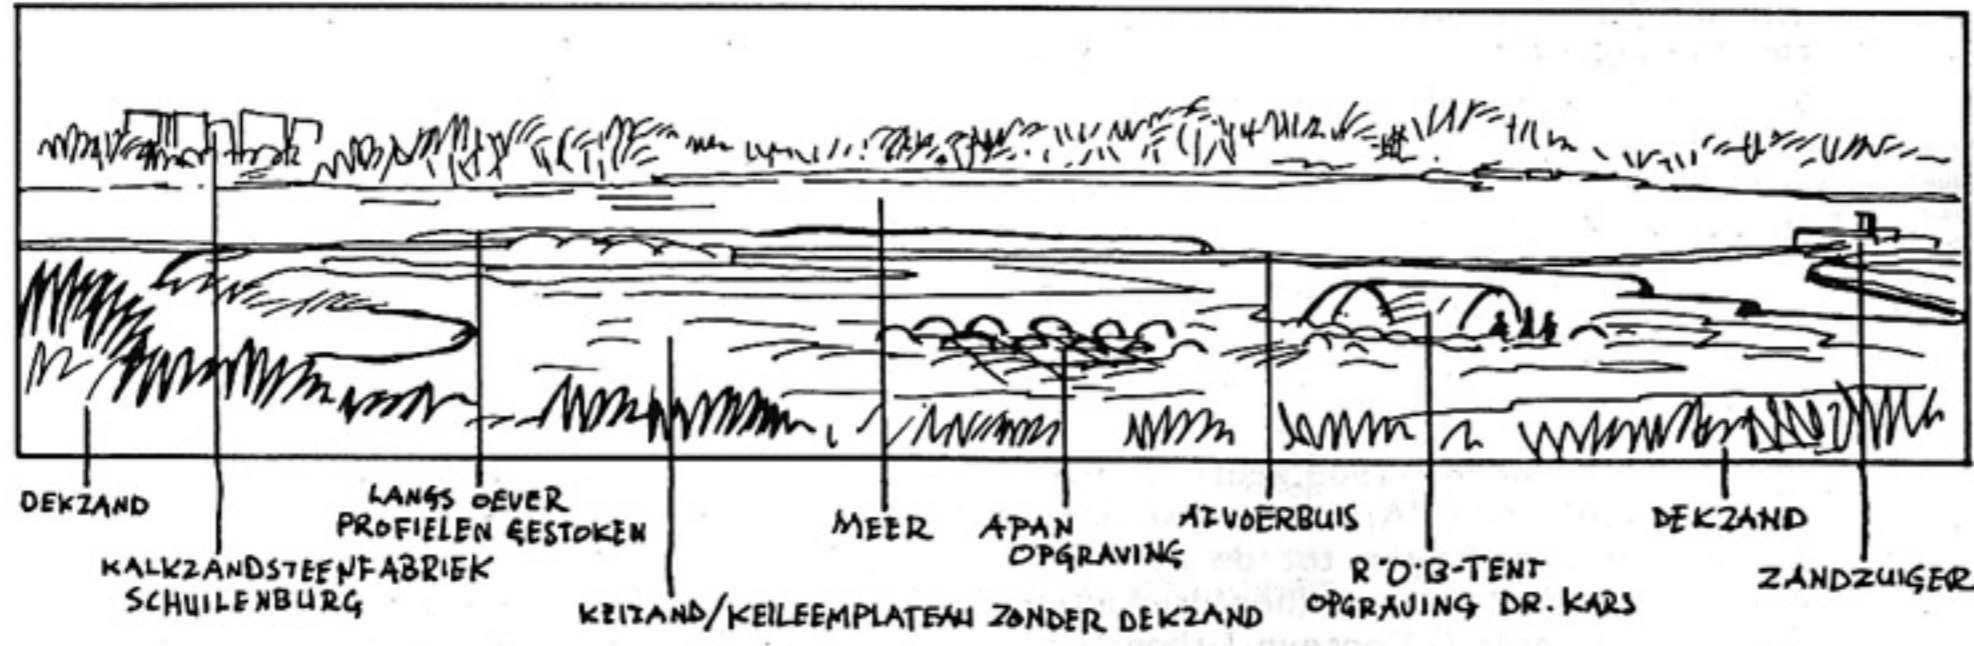 DEKZAND
KALKZANDSTEENFABRIEK
SCHUILENBURG
LANGS OEVER
PROFIELEN GESTOKEN
KEIZAND/KEILEEMPLATEAU ZONDER DEKZAND
MEER
APAN
OPGRAVING
AFVOERBUIS
R.O.B-TENT
OPGRAVING DR. KARS
DEKZAND
ZANDZUIGER